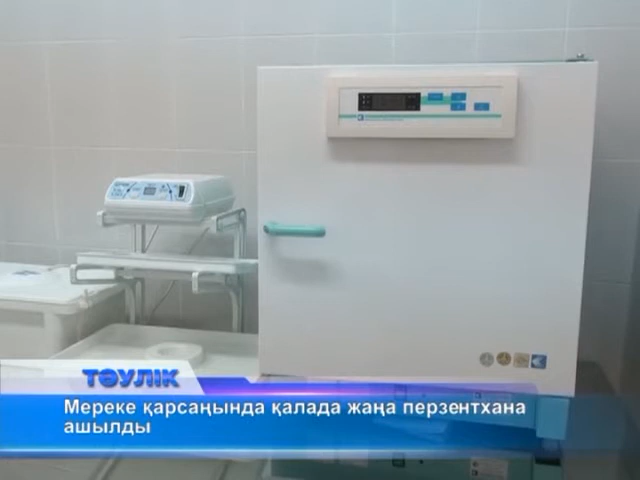 ТӘУЛІК
Мереке қарсаңында қалада жаңа перзентхана
ашылды